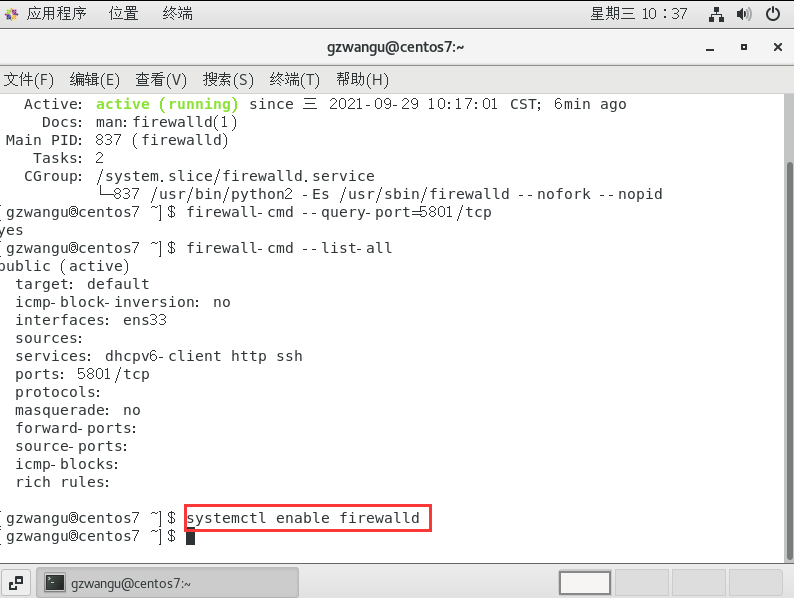 应用程序 位置 终端 星期三 10:37
gzwangu@centos7:~
文件(F) 编辑(E) 查看(V) 搜索(S) 终端(T) 帮助(H)
Active: active (running) since 三 2021-09-29 10:17:01 CST; 6min ago
Docs: man:firewalld(1)
Main PID: 837 (firewalld)
Tasks: 2
CGroup: /system.slice/firewalld.service
└─837 /usr/bin/python2 -Es /usr/sbin/firewalld --nofork --nopid
[gzwangu@centos7 ~]$ firewall-cmd --query-port=5801/tcp
yes
[gzwangu@centos7 ~]$ firewall-cmd --list-all
public (active)
target: default
icmp-block-inversion: no
interfaces: ens33
sources:
services: dhcpv6-client http ssh
ports: 5801/tcp
protocols:
masquerade: no
forward-ports:
source-ports:
icmp-blocks:
rich rules:
[gzwangu@centos7 ~]$ systemctl enable firewalld
[gzwangu@centos7 ~]$
gzwangu@centos7:~